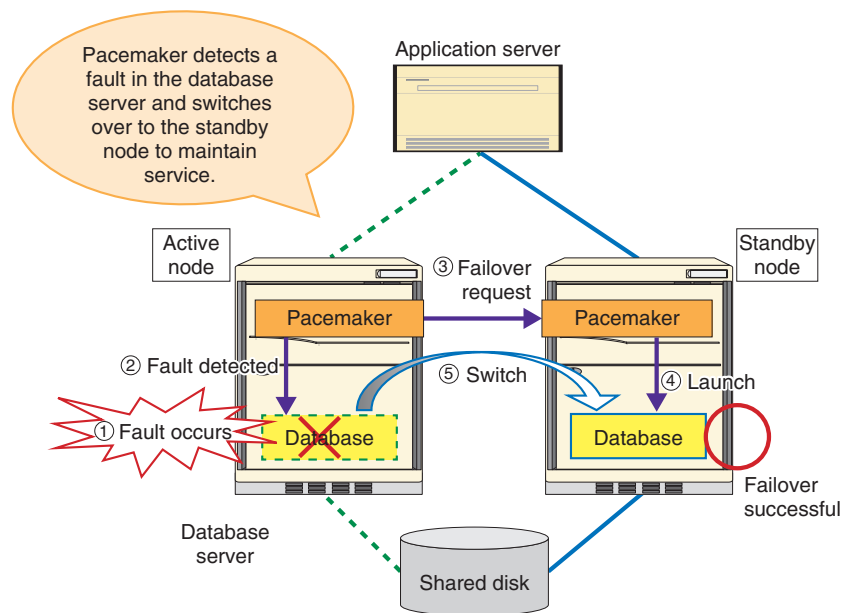 Pacemaker detects a
fault in the database
server and switches
over to the standby
node to maintain
service.
Application server
Active
node
Standby
node
③ Failover
request
Pacemaker
Pacemaker
② Fault detected
⑤ Switch
④ Launch
① Fault occurs
Database
Database
Failover
successful
Database
server
Shared disk